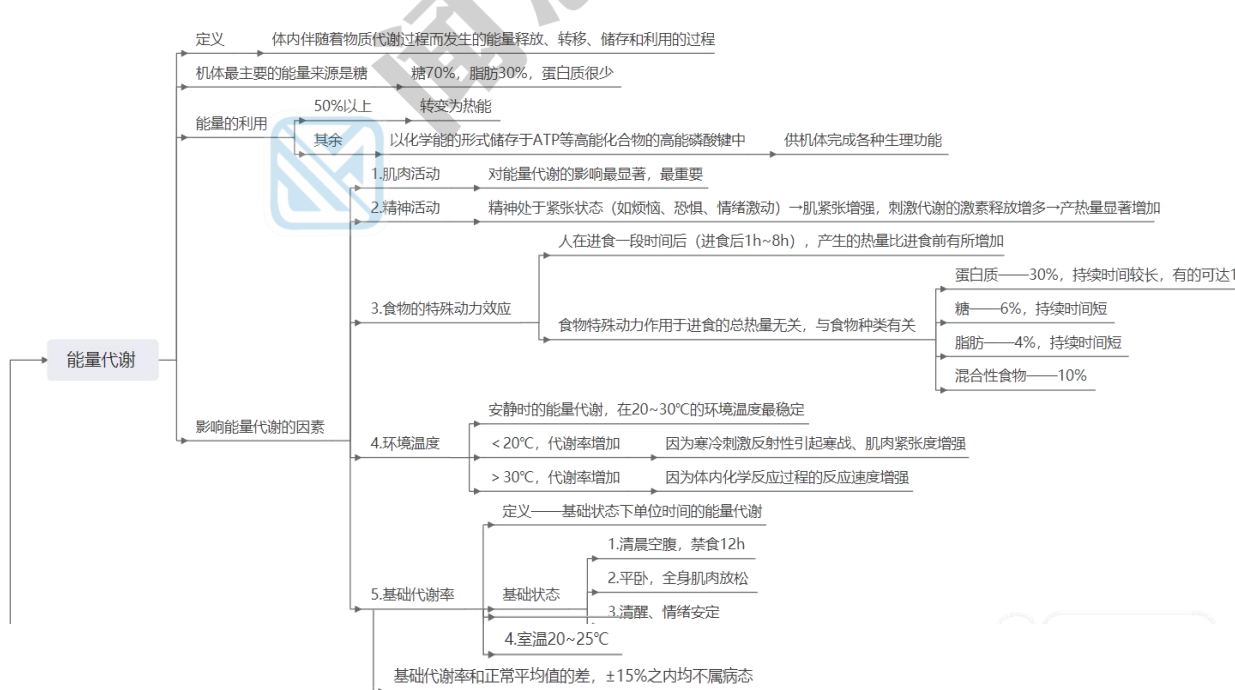 定义
体内伴随着物质代谢过程而发生的能量释放、转移、储存和利用的过程
机体最主要的能量来源是糖
糖70%，脂肪30%，蛋白质很少
能量的利用
50%以上
转变为热能
其余
以化学能的形式储存于ATP等高能化合物的高能磷酸键中
供机体完成各种生理功能
能量代谢
影响能量代谢的因素
1.肌肉活动
对能量代谢的影响最显著，最重要
2.精神活动
精神处于紧张状态（如烦恼、恐惧、情绪激动）→肌紧张增强，刺激代谢的激素释放增多→产热量显著增加
3.食物的特殊动力效应
人在进食一段时间后（进食后1h~8h），产生的热量比进食前有所增加
食物特殊动力作用于进食的总热量无关，与食物种类有关
蛋白质——30%，持续时间较长，有的可达1
糖——6%，持续时间短
脂肪——4%，持续时间短
混合性食物——10%
4.环境温度
安静时的能量代谢，在20~30℃的环境温度最稳定
＜20℃，代谢率增加
因为寒冷刺激反射性引起寒战、肌肉紧张度增强
＞30℃，代谢率增加
因为体内化学反应过程的反应速度增强
5.基础代谢率
定义——基础状态下单位时间的能量代谢
基础状态
1.清晨空腹，禁食12h
2.平卧，全身肌肉放松
3.清醒、情绪安定
4.室温20~25℃
基础代谢率和正常平均值的差，±15%之内均不属病态